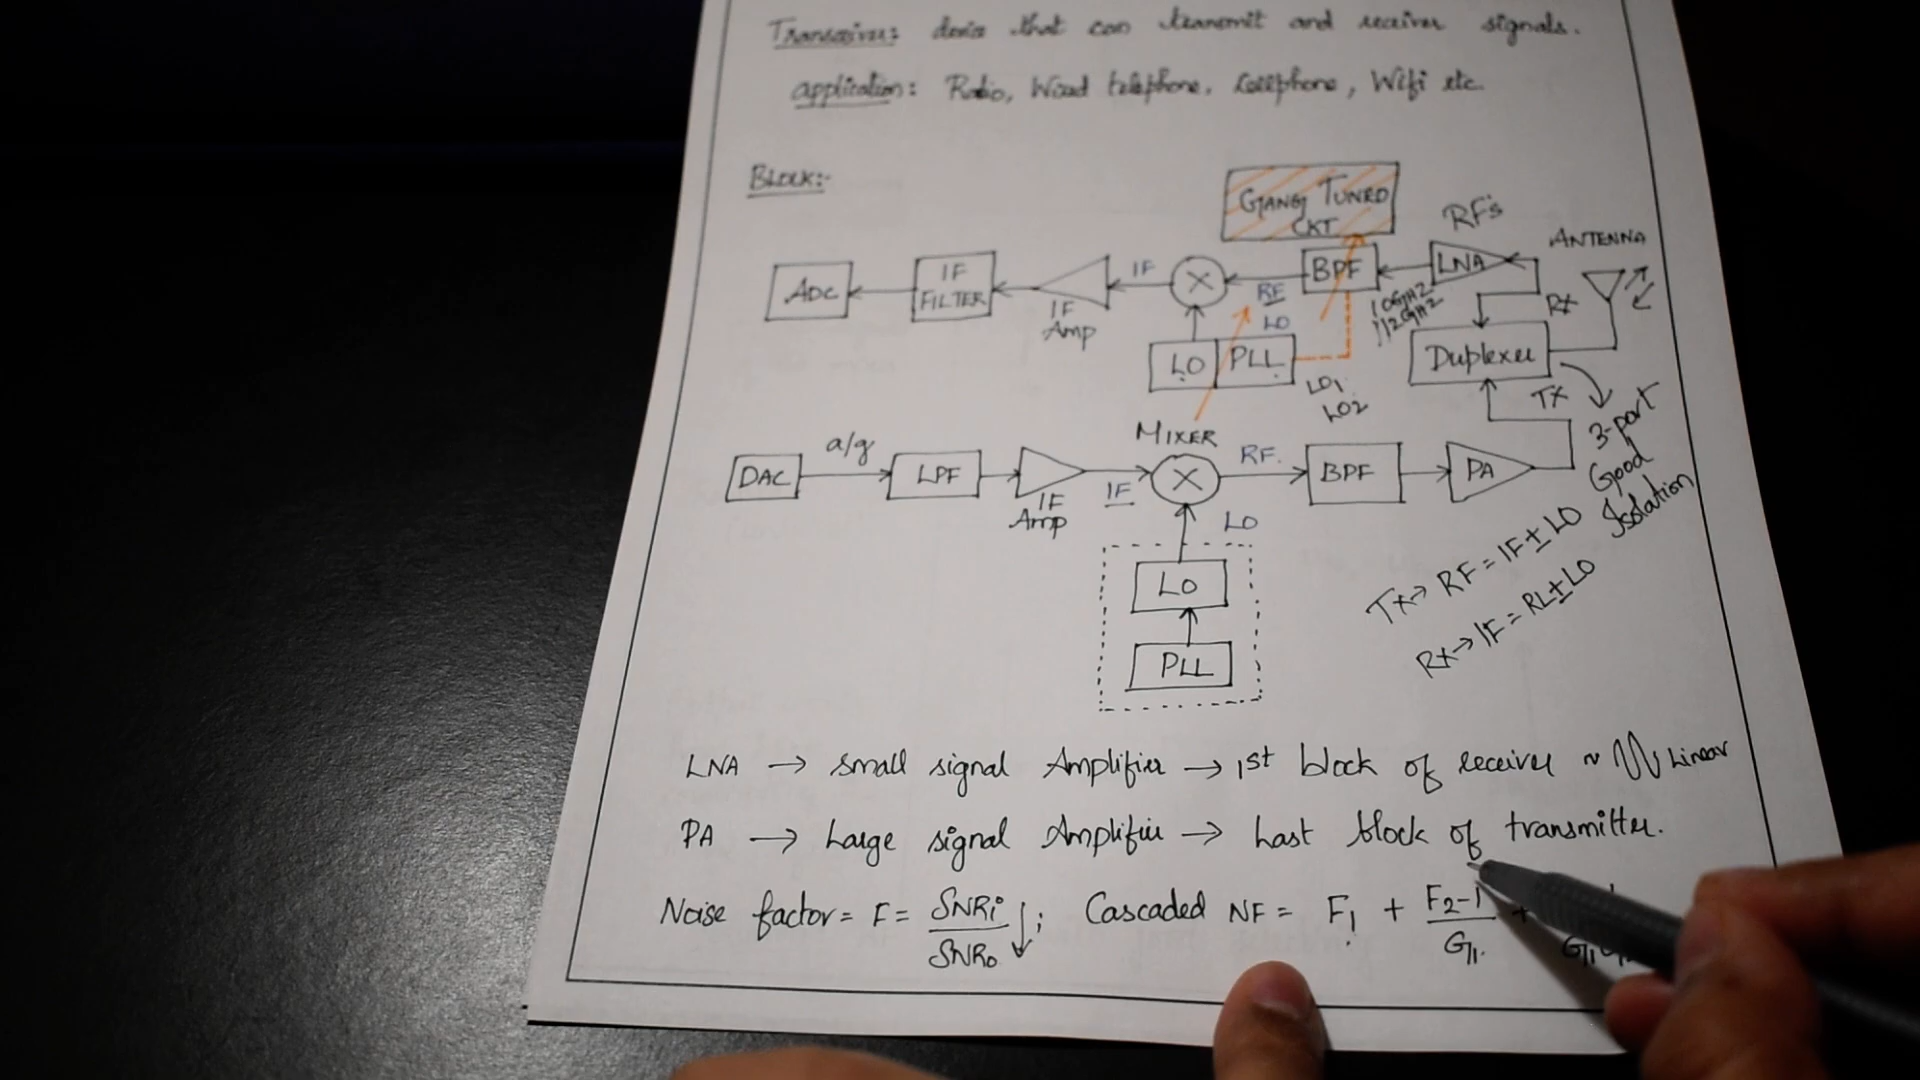 Transceiver: device that can transmit and receiver signals.
application: Radio, Wired telephone, Cellphone, Wifi etc.
BLOCK:-
GANG TUNED
CKT
RF's
ANTENNA
ADC
IF
FILTER
IF
Amp
IF
X
RF
LO
BPF
LNA
10GHZ
112GHZ
RX
LO
PLL
LO1
LO2
Duplexer
TX
3-port
Good
Isolation
MIXER
DAC
a/g
LPF
IF
Amp
IF
X
RF.
BPF
PA
LO
LO
PLL
TX→ RF = IF ± LO
RX→ IF = RL ± LO
LNA → Small signal Amplifier → 1st block of receiver ~ Linear
PA → Large signal Amplifier → Last block of transmitter.
Noise factor = F = SNRi / SNRo ↓; Cascaded NF = F1 + F2-1 / G1 +